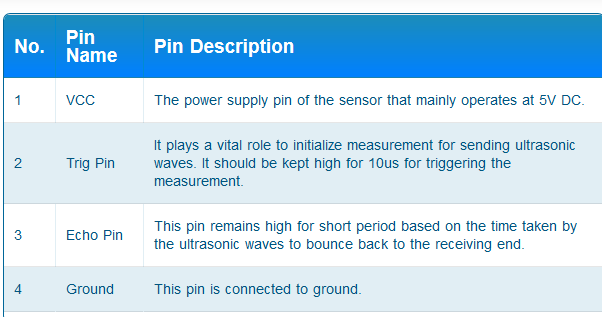 No. Pin Name Pin Description
1 VCC The power supply pin of the sensor that mainly operates at 5V DC.
2 Trig Pin It plays a vital role to initialize measurement for sending ultrasonic
waves. It should be kept high for 10us for triggering the
measurement.
3 Echo Pin This pin remains high for short period based on the time taken by
the ultrasonic waves to bounce back to the receiving end.
4 Ground This pin is connected to ground.